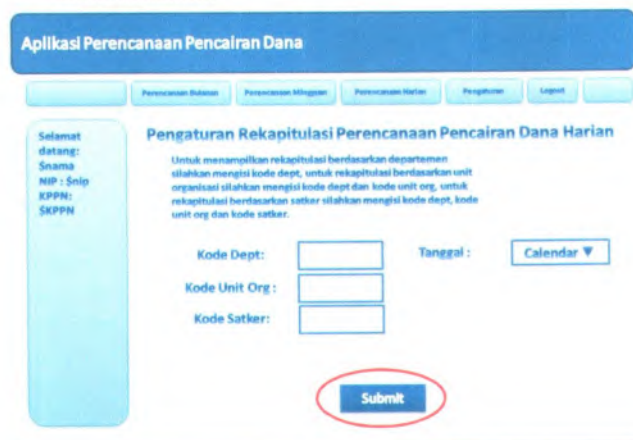 Aplikasi Perencanaan Pencairan Dana
Perencanaan Bulanan Perencanaan Mingguan Perencanaan Harian Pengaturan Logout
Selamat
datang:
$nama
NIP : $nip
KPPN:
$KPPN
Pengaturan Rekapitulasi Perencanaan Pencairan Dana Harian
Untuk menampilkan rekapitulasi berdasarkan departemen
silahkan mengisi kode dept, untuk rekapitulasi berdasarkan unit
organisasi silahkan mengisi kode dept dan kode unit org, untuk
rekapitulasi berdasarkan satker silahkan mengisi kode dept, kode
unit org dan kode satker.
Kode Dept: Tanggal : Calendar ▼
Kode Unit Org :
Kode Satker:
Submit